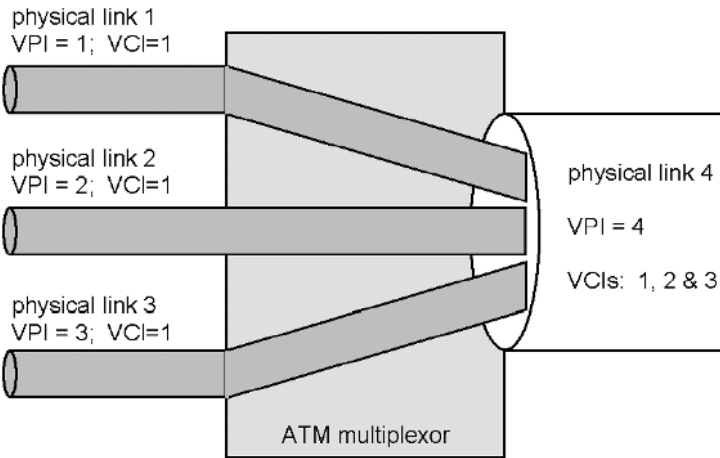 physical link 1
VPI = 1;  VCI=1
physical link 2
VPI = 2;  VCI=1
physical link 3
VPI = 3;  VCI=1
physical link 4
VPI = 4
VCIs:  1, 2 & 3
ATM multiplexor